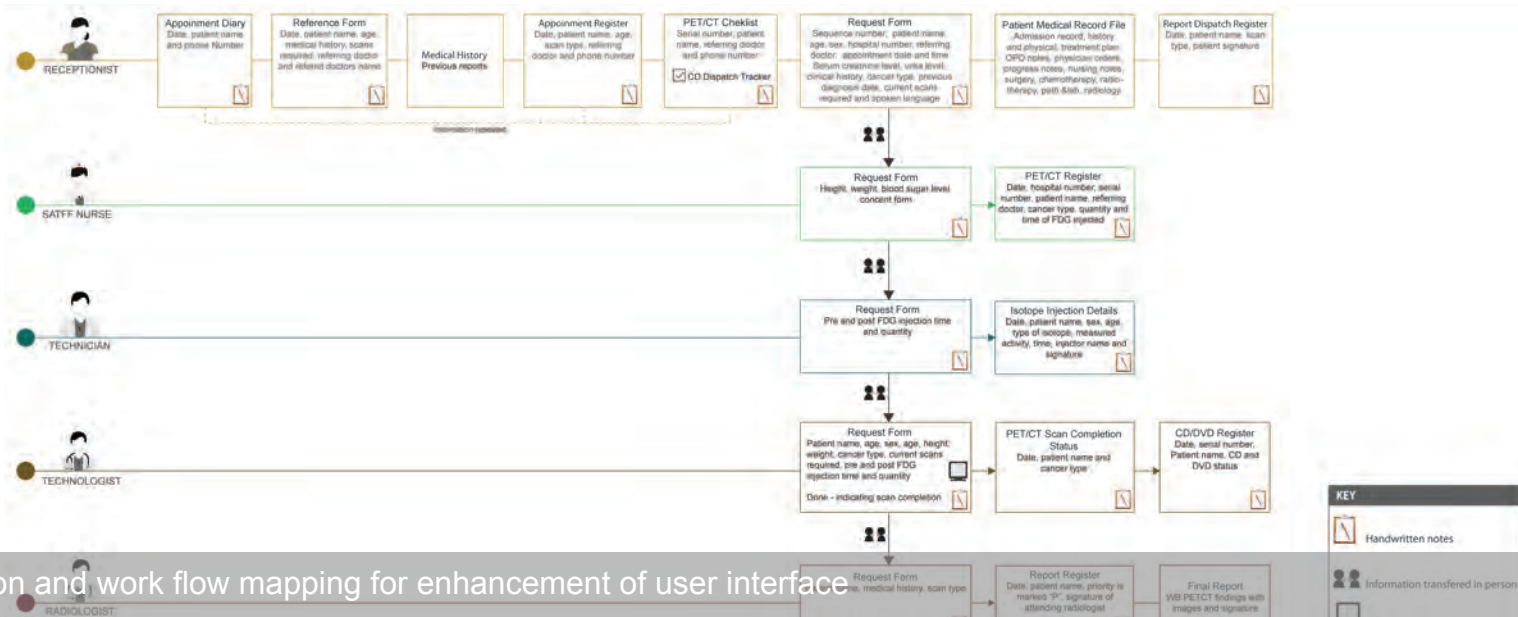 Appoinment Diary
Date, patient name
and phone Number
Reference Form
Date, patient name, age,
medical history, scans
required, referring doctor
and referred doctors name
Medical History
Previous reports
Appoinment Register
Date, patient name, age,
scan type, referring
doctor and phone number
PET/CT Cheklist
Serial number, patient
name, referring doctor
and phone number
CD Dispatch Tracker
Request Form
Sequence number, patient name,
age, sex, hospital number, referring
doctor, appointment date and time
Serum creatnine level, urea level,
clinical history, cancer type, previous
diagnosis date, current scans
required and spoken language
Patient Medical Record File
Admission record, history
and physical, treatment plan
OPD notes, physician orders,
progress notes, nursing notes,
surgery, chemotherapy, radio-
therapy, path &lab, radiology
Report Dispatch Register
Date, patient name, scan
type, patient signature
RECEPTIONIST
Information repeated
SATFF NURSE
Request Form
Height, weight, blood sugar level
concent form
PET/CT Register
Date, hospital number, serial
number, patient name, referring
doctor, cancer type, quantity and
time of FDG injected
TECHNICIAN
Request Form
Pre and post FDG injection time
and quantity
Isotope Injection Details
Date, patient name, sex, age,
type of isotope, measured
activity, time, injector name and
signature
TECHNOLOGIST
Request Form
Patient name, age, sex, age, height,
weight, cancer type, current scans
required, pre and post FDG
injection time and quantity
Done - indicating scan completion
PET/CT Scan Completion
Status
Date, patient name and
cancer type
CD/DVD Register
Date, serial number,
Patient name, CD and
DVD status
KEY
Handwritten notes
Information transfered in person
on and work flow mapping for enhancement of user interface
RADIOLOGIST
Request Form
medical history, scan type
Report Register
Date, patient name, priority is
marked "P", signature of
attending radiologist
Final Report
WB PETCT findings with
images and signature